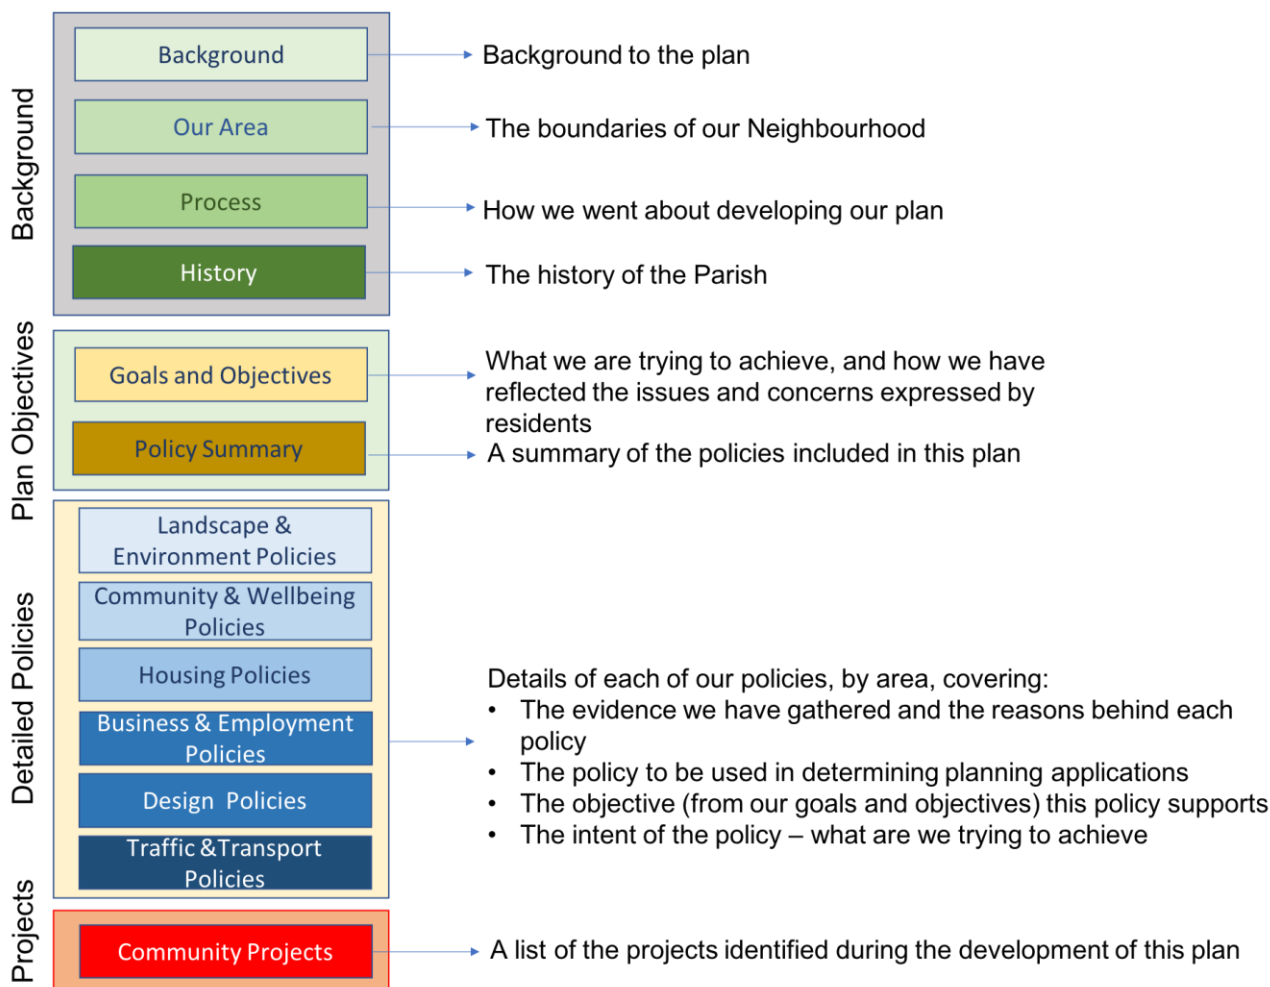 Background
Background
Background to the plan
Our Area
The boundaries of our Neighbourhood
Process
How we went about developing our plan
History
The history of the Parish
Plan Objectives
Goals and Objectives
What we are trying to achieve, and how we have
reflected the issues and concerns expressed by
residents
Policy Summary
A summary of the policies included in this plan
Detailed Policies
Landscape &
Environment Policies
Community & Wellbeing
Policies
Housing Policies
Business & Employment
Policies
Design  Policies
Traffic &Transport
Policies
Details of each of our policies, by area, covering:
• The evidence we have gathered and the reasons behind each
policy
• The policy to be used in determining planning applications
• The objective (from our goals and objectives) this policy supports
• The intent of the policy – what are we trying to achieve
Projects
Community Projects
A list of the projects identified during the development of this plan